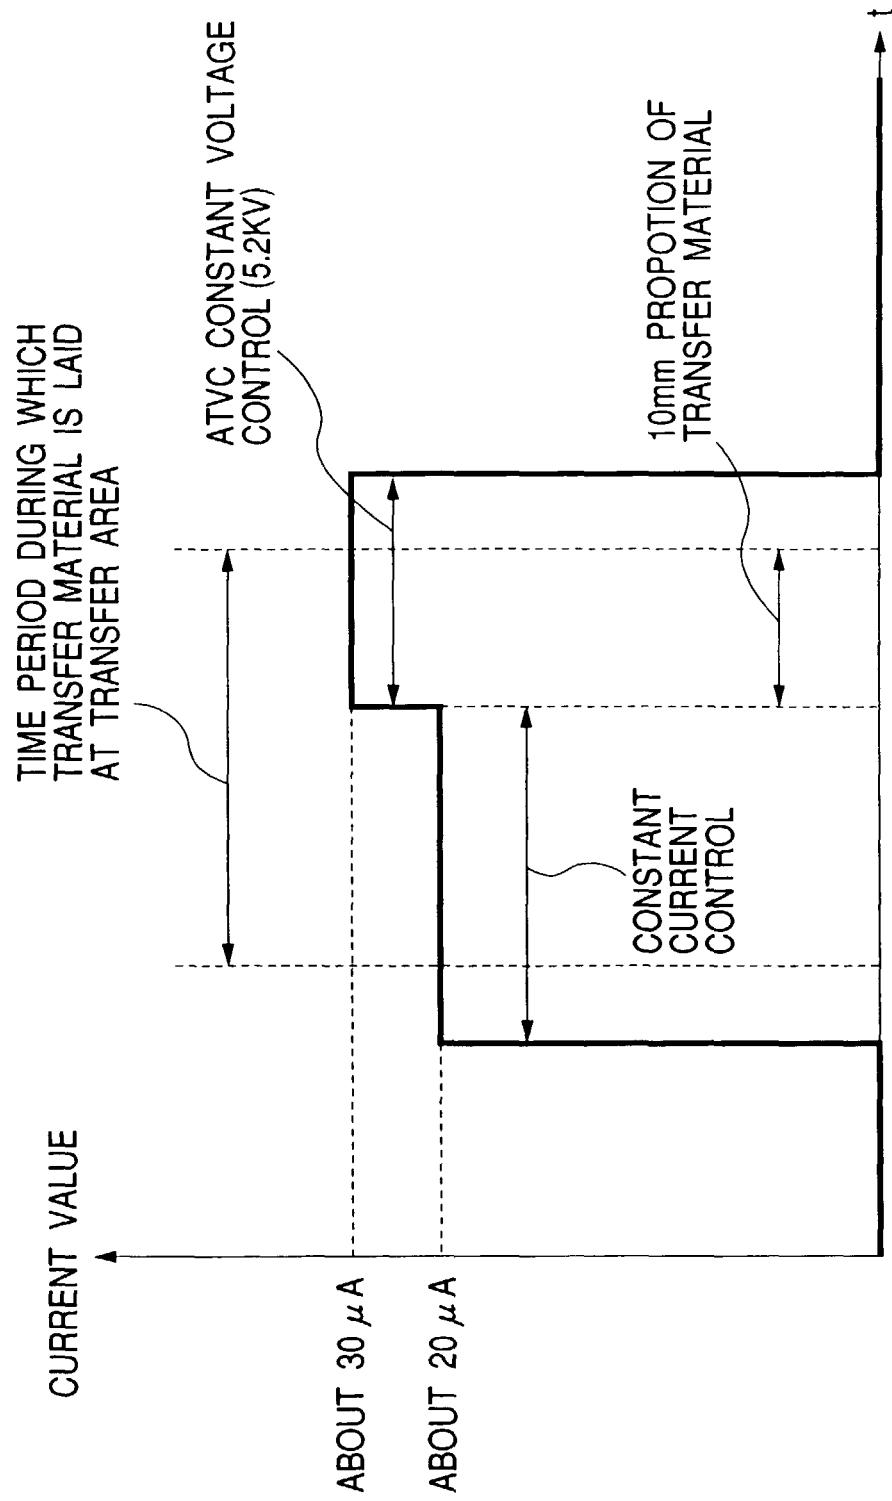 CURRENT VALUE
ABOUT 30 μA
ABOUT 20 μA
TIME PERIOD DURING WHICH
TRANSFER MATERIAL IS LAID
AT TRANSFER AREA
ATVC CONSTANT VOLTAGE
CONTROL (5.2KV)
CONSTANT
CURRENT
CONTROL
10mm PROPOTION OF
TRANSFER MATERIAL
t